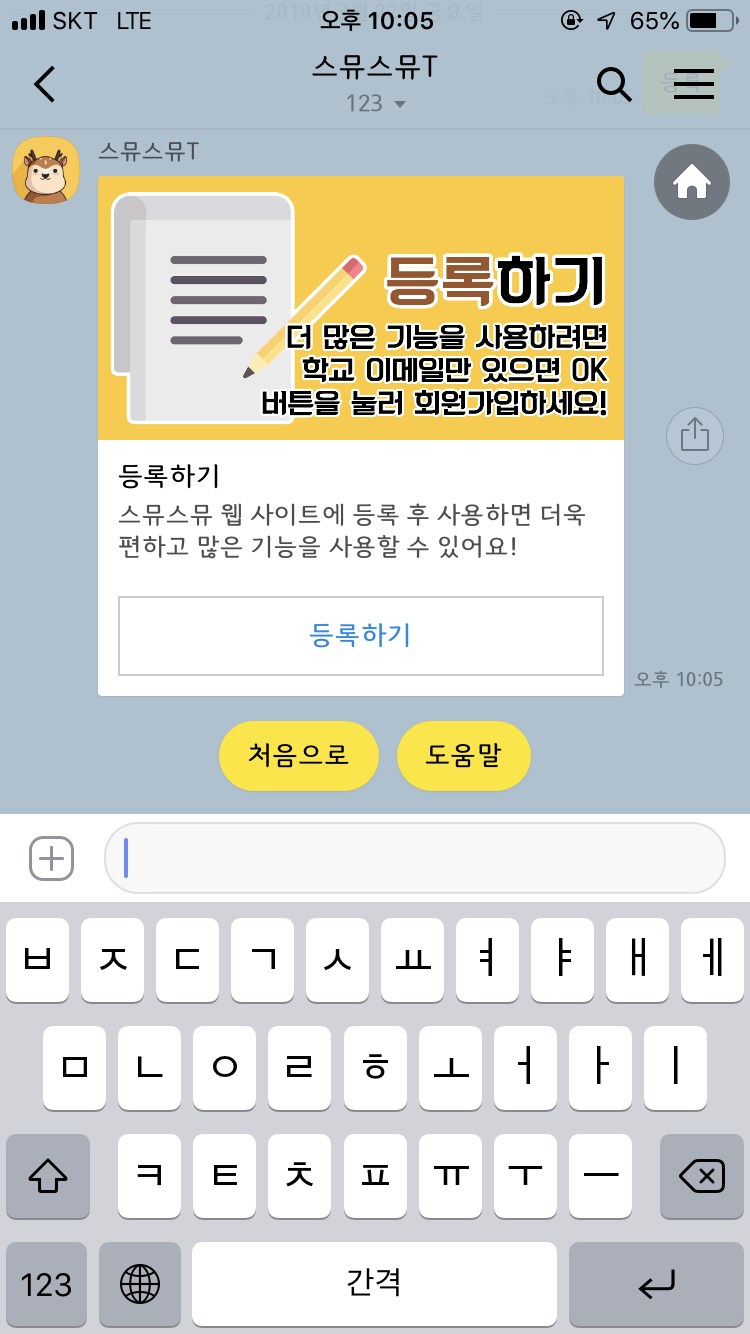 SKT LTE 오후 10:05 65%
스뮤스뮤T
123
스뮤스뮤T
등록하기
더 많은 기능을 사용하려면
학교 이메일만 있으면 OK
버튼을 눌러 회원가입하세요!
등록하기
스뮤스뮤 웹 사이트에 등록 후 사용하면 더욱
편하고 많은 기능을 사용할 수 있어요!
등록하기
오후 10:05
처음으로 도움말
ㅂ ㅈ ㄷ ㄱ ㅅ ㅛ ㅕ ㅑ ㅐ ㅔ
ㅁ ㄴ ㅇ ㄹ ㅎ ㅗ ㅓ ㅏ ㅣ
ㅋ ㅌ ㅊ ㅍ ㅠ ㅜ ㅡ
123 간격